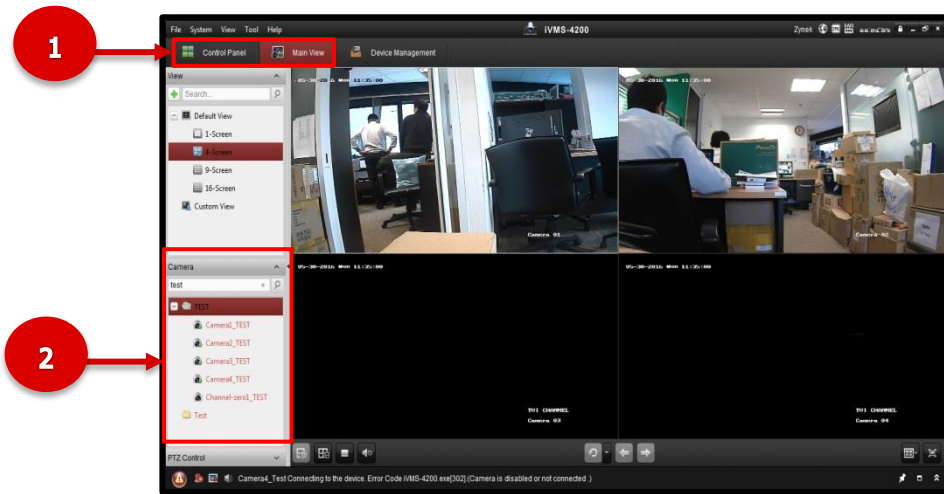 1
File System View Tool Help
iVMS-4200
Zynek
Control Panel
Main View
Device Management
View
Search...
Default View
1-Screen
4-Screen
9-Screen
16-Screen
Custom View
05-30-2016 Mon 11:35:00
Camera 01
05-30-2016 Mon 11:35:00
Camera 02
2
Camera
test
TEST
Camera1_TEST
Camera2_TEST
Camera3_TEST
Camera4_TEST
Channel-zero1_TEST
Test
05-30-2016 Mon 11:35:00
TVI CHANNEL
Camera 03
05-30-2016 Mon 11:35:00
TVI CHANNEL
Camera 04
PTZ Control
Camera4_Test Connecting to the device. Error Code iVMS-4200.exe[302].(Camera is disabled or not connected .)